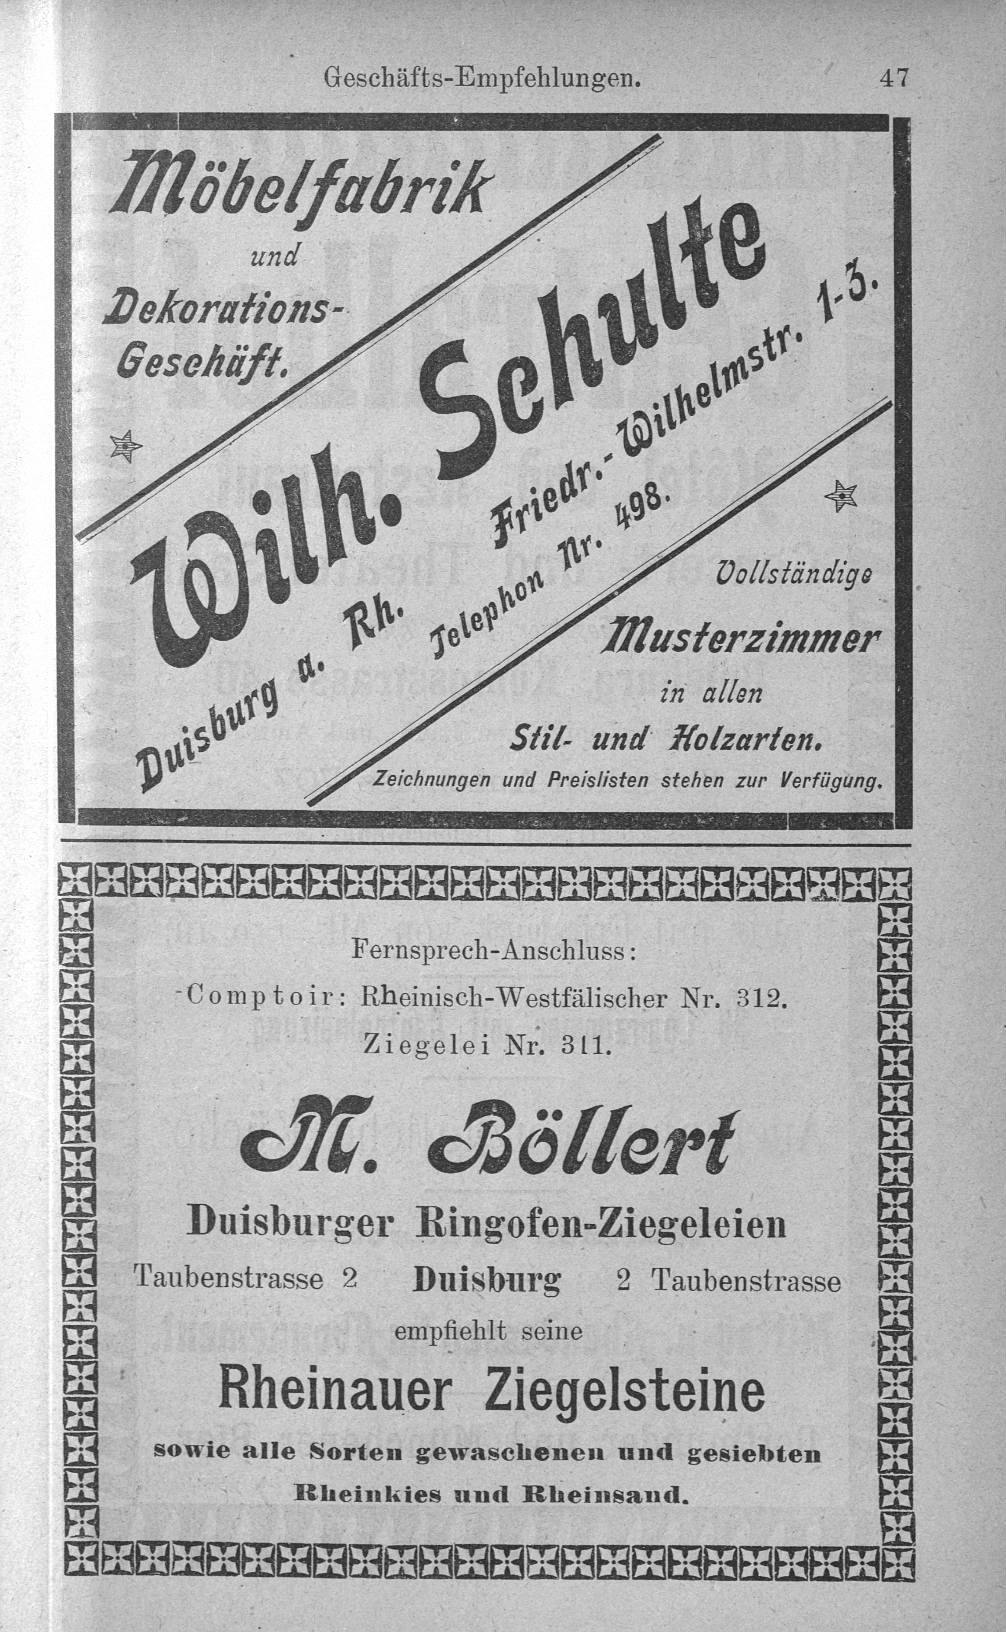 Geschäfts-Empfehlungen. 47
Möbelfabrik
und
Dekorations-
Geschäft.
Wilh. Schulte
Duisburg a. Rh. Friedr.-Wilhelmstr. 1-3.
Telephon Nr. 498.
Vollständige
Musterzimmer
in allen
Stil- und Holzarten.
Zeichnungen und Preislisten stehen zur Verfügung.
Fernsprech-Anschluss:
-Comptoir: Rheinisch-Westfälischer Nr. 312.
Ziegelei Nr. 311.
M. Böllert
Duisburger Ringofen-Ziegeleien
Taubenstrasse 2 Duisburg 2 Taubenstrasse
empfiehlt seine
Rheinauer Ziegelsteine
sowie alle Sorten gewaschenen und gesiebten
Rheinkies und Rheinsand.